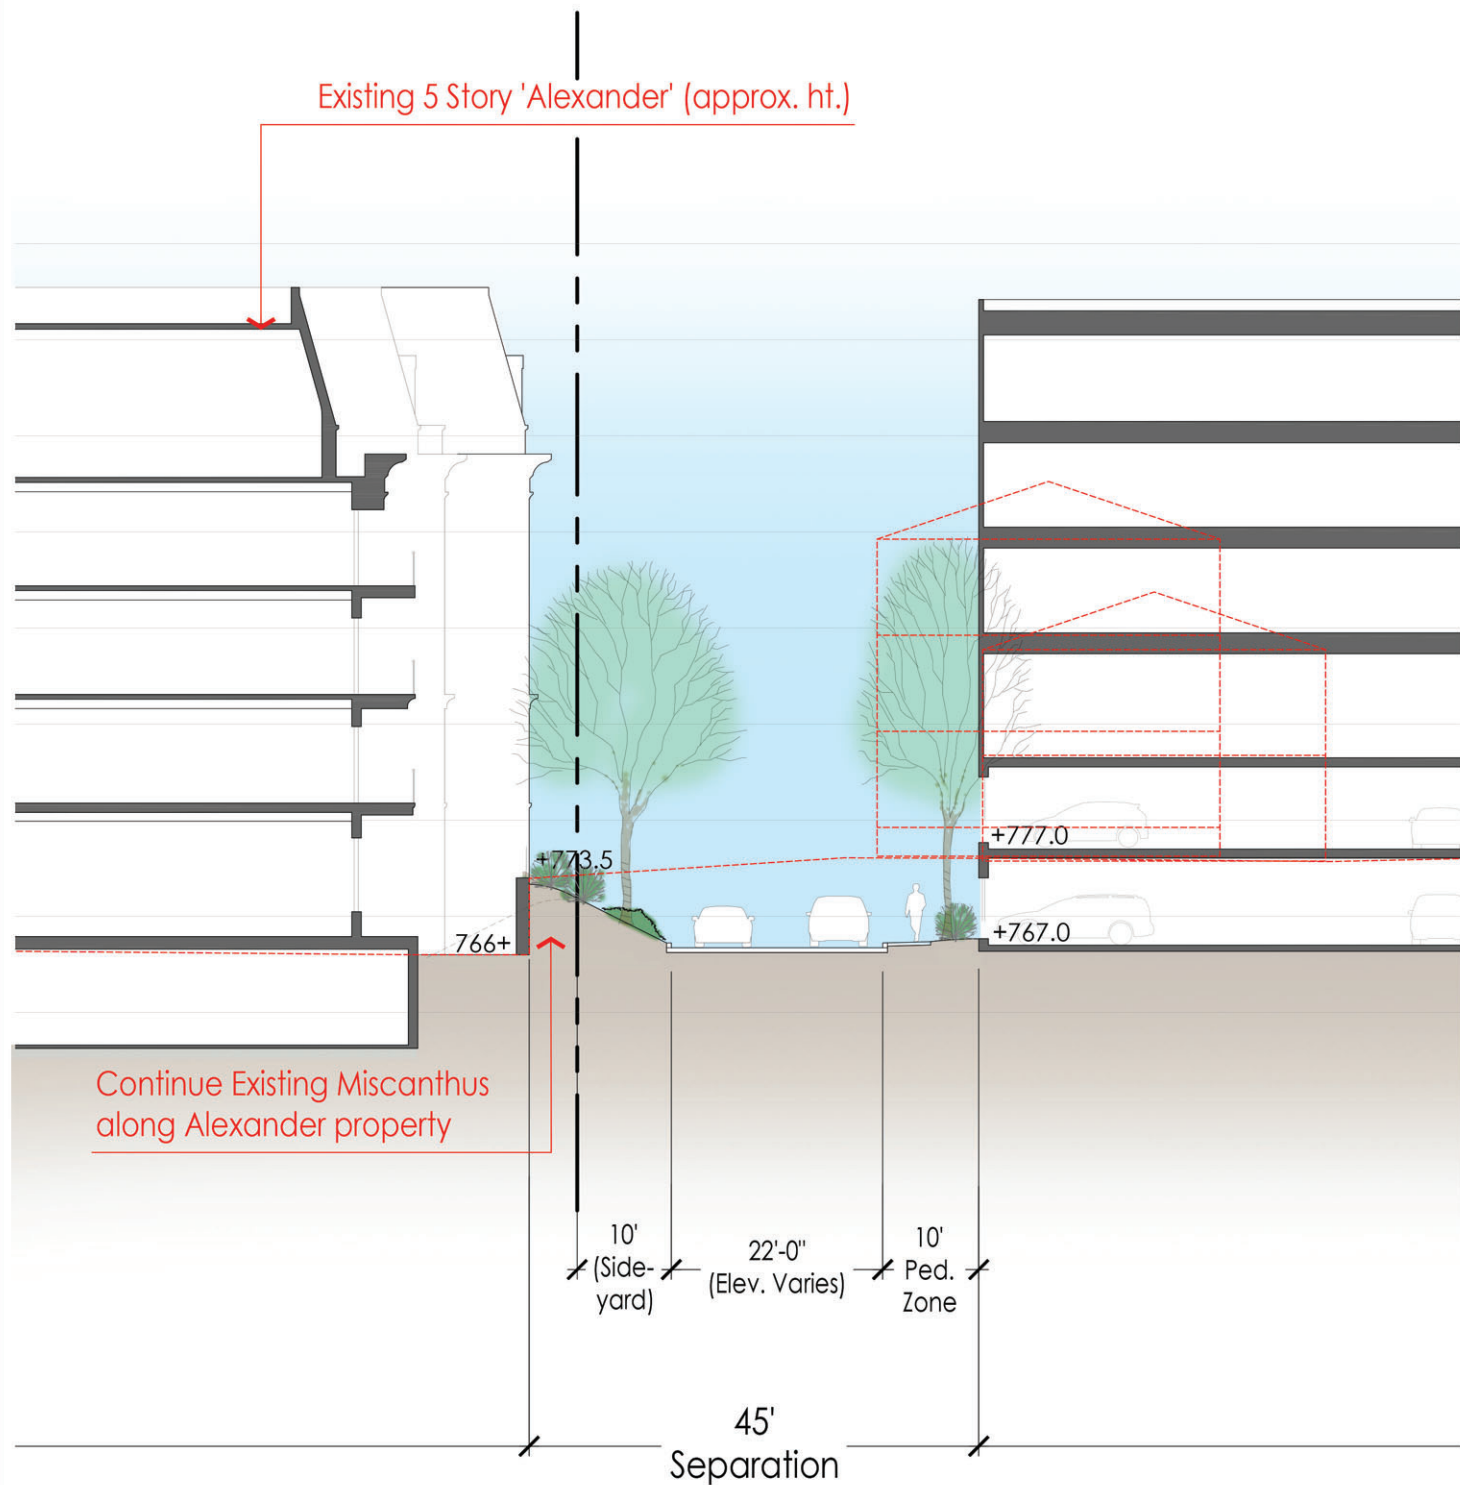 Existing 5 Story 'Alexander' (approx. ht.)
+773.5
+777.0
766+
+767.0
Continue Existing Miscanthus
along Alexander property
10'
(Side-
yard)
22'-0"
(Elev. Varies)
10'
Ped.
Zone
45'
Separation